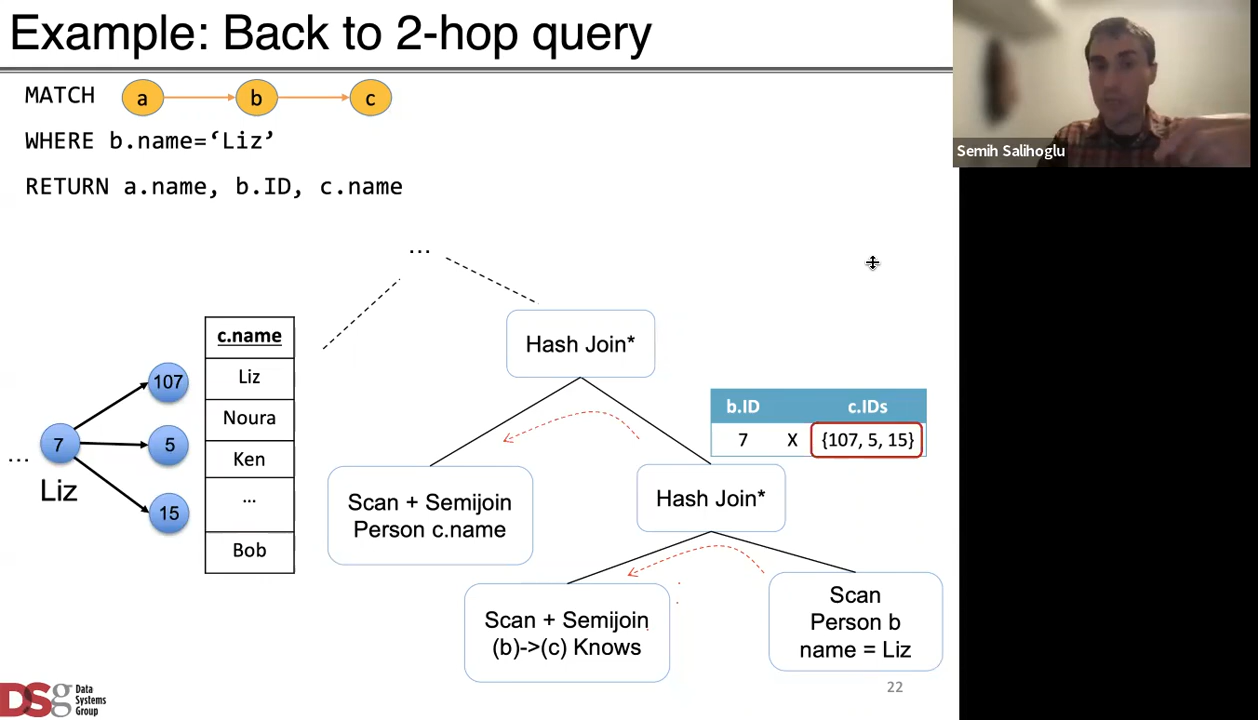 Example: Back to 2-hop query
MATCH a b c
WHERE b.name=‘Liz’
RETURN a.name, b.ID, c.name
Semih Salihoglu
...
Hash Join*
c.name
Liz
Noura
Ken
...
Bob
107
7
5
15
...
Liz
b.ID c.IDs
7 X {107, 5, 15}
Scan + Semijoin
Person c.name
Hash Join*
Scan + Semijoin
(b)->(c) Knows
Scan
Person b
name = Liz
DSg Data
Systems
Group
22